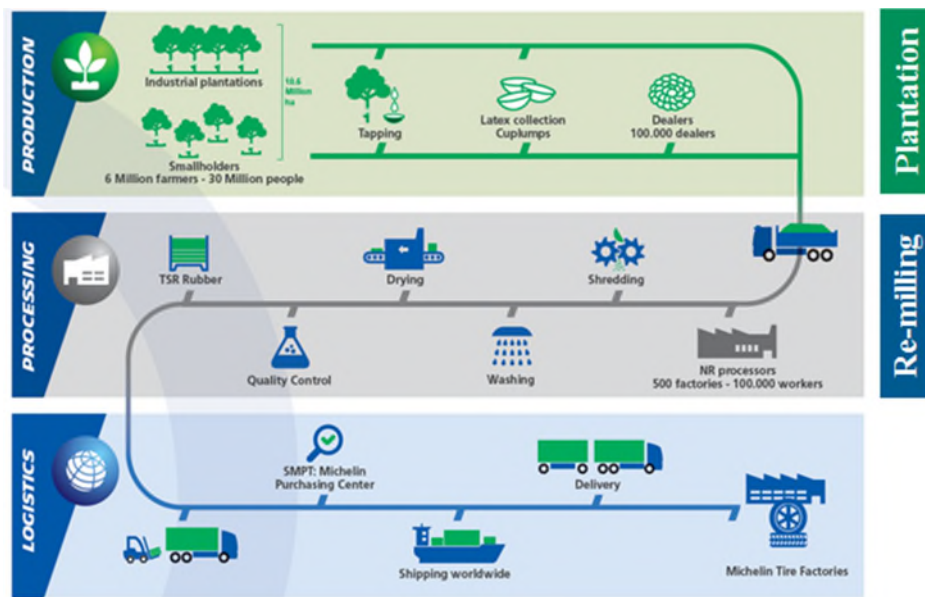 PRODUCTION
Industrial plantations
10.6
Million
ha
Smallholders
6 Million farmers - 30 Million people
Tapping
Latex collection
Cuplumps
Dealers
100.000 dealers
Plantation
PROCESSING
TSR Rubber
Drying
Shredding
Quality Control
Washing
NR processors
500 factories - 100.000 workers
Re-milling
LOGISTICS
SMPT: Michelin
Purchasing Center
Delivery
Shipping worldwide
Michelin Tire Factories